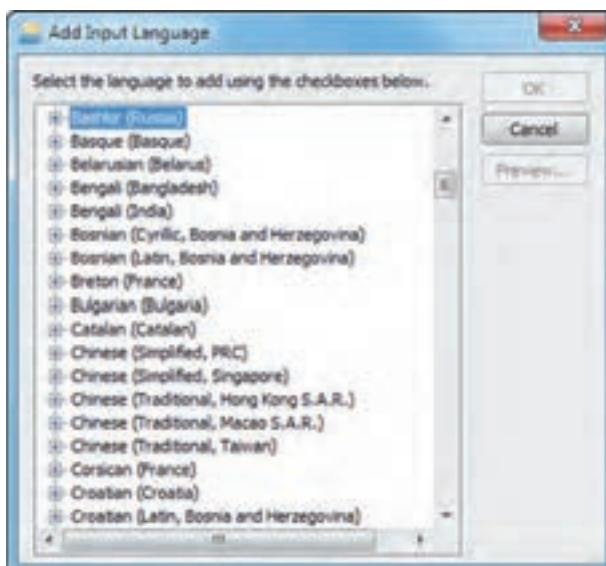 Add Input Language
Select the language to add using the checkboxes below.
Bashkir (Russia)
Basque (Basque)
Belarusian (Belarus)
Bengali (Bangladesh)
Bengali (India)
Bosnian (Cyrillic, Bosnia and Herzegovina)
Bosnian (Latin, Bosnia and Herzegovina)
Breton (France)
Bulgarian (Bulgaria)
Catalan (Catalan)
Chinese (Simplified, PRC)
Chinese (Simplified, Singapore)
Chinese (Traditional, Hong Kong S.A.R.)
Chinese (Traditional, Macao S.A.R.)
Chinese (Traditional, Taiwan)
Corsican (France)
Croatian (Croatia)
Croatian (Latin, Bosnia and Herzegovina)
OK
Cancel
Preview...